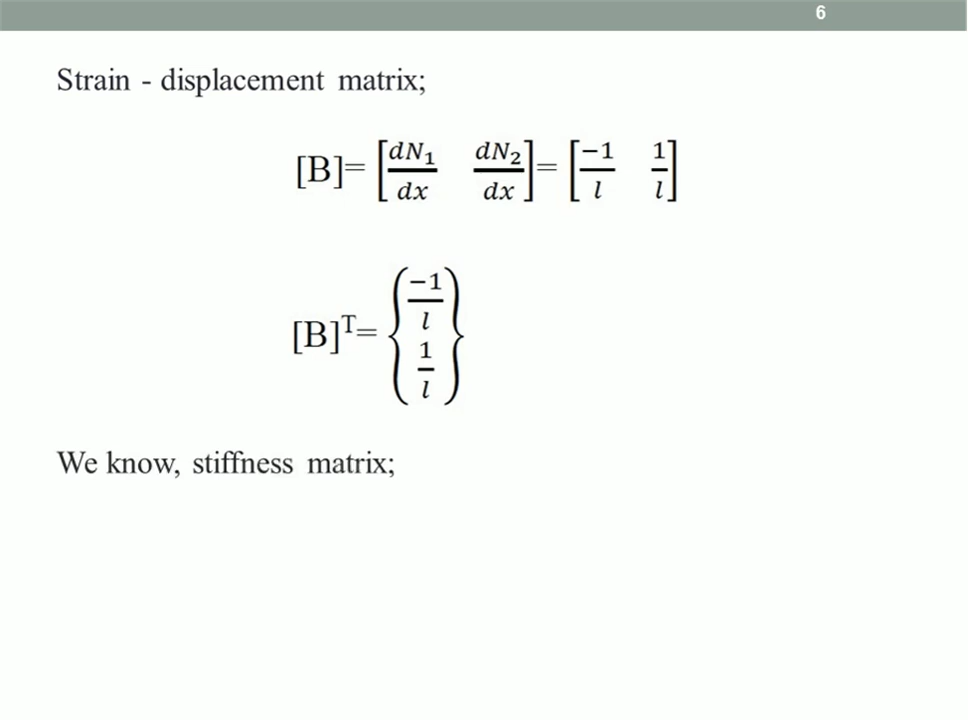 6
Strain - displacement matrix;
[B]= [dN₁/dx dN₂/dx]= [−1/l 1/l]
[B]ᵀ= {−1/l 1/l}
We know, stiffness matrix;